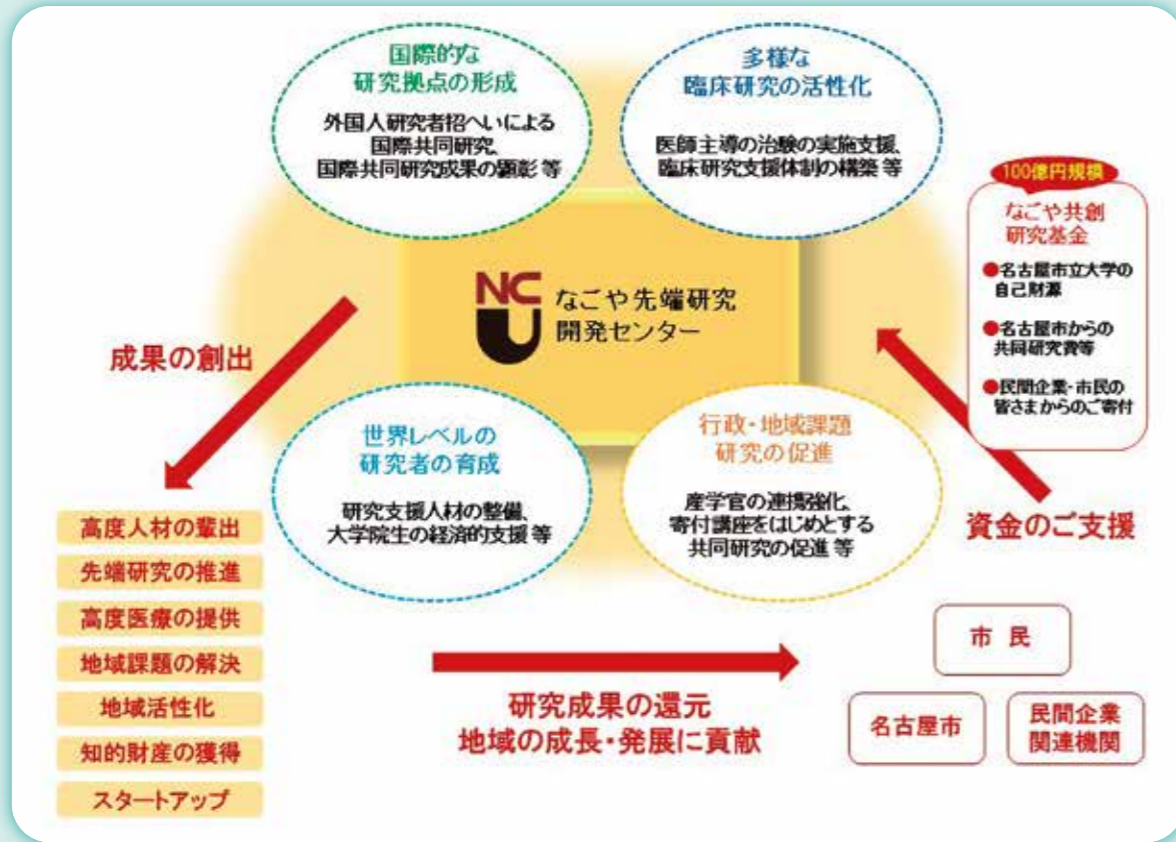 国際的な
研究拠点の形成
外国人研究者招へいによる
国際共同研究、
国際共同研究成果の顕彰 等
多様な
臨床研究の活性化
医師主導の治験の実施支援、
臨床研究支援体制の構築 等
100億円規模
なごや共創
研究基金
●名古屋市立大学の
自己財源
●名古屋市からの
共同研究費等
●民間企業・市民の
皆さまからのご寄付
NCU
なごや先端研究
開発センター
成果の創出
世界レベルの
研究者の育成
研究支援人材の整備、
大学院生の経済的支援 等
行政・地域課題
研究の促進
産学官の連携強化、
寄付講座をはじめとする
共同研究の促進 等
資金のご支援
高度人材の輩出
先端研究の推進
高度医療の提供
地域課題の解決
地域活性化
知的財産の獲得
スタートアップ
研究成果の還元
地域の成長・発展に貢献
市 民
名古屋市
民間企業
関連機関